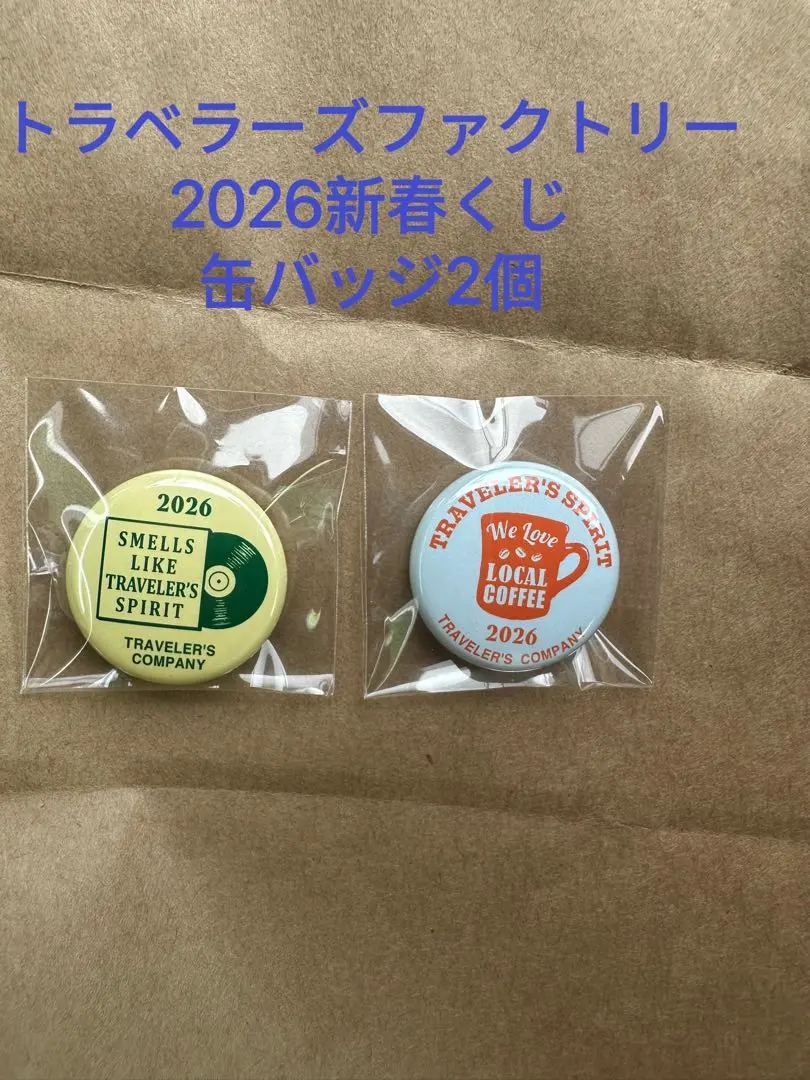 トラベラーズファクトリー
2026新春くじ
缶バッジ2個
2026
SMELLS
LIKE
TRAVELER'S
SPIRIT
TRAVELER'S
COMPANY
TRAVELER'S SPIRIT
We Love
LOCAL
COFFEE
2026
TRAVELER'S COMPANY